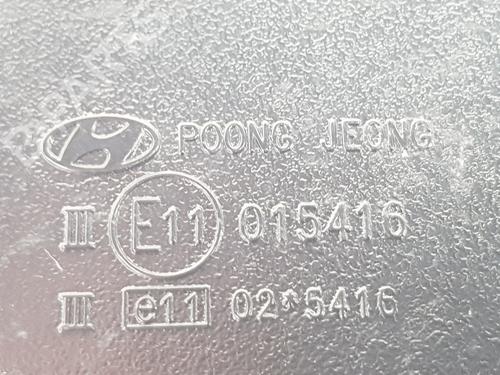 POONG JEONG
III E11 015416
III e11 02*5416